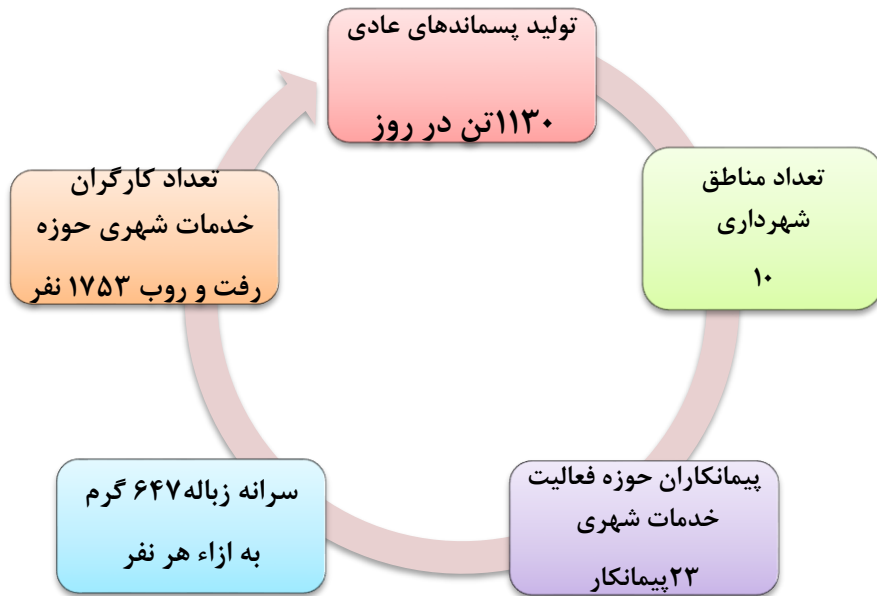 تولید پسماندهای عادی
۱۱۳۰تن در روز
تعداد مناطق
شهرداری
۱۰
پیمانکاران حوزه فعالیت
خدمات شهری
۲۳پیمانکار
سرانه زباله۶۴۷ گرم
به ازاء هر نفر
تعداد کارگران
خدمات شهری حوزه
رفت و روب ۱۷۵۳ نفر